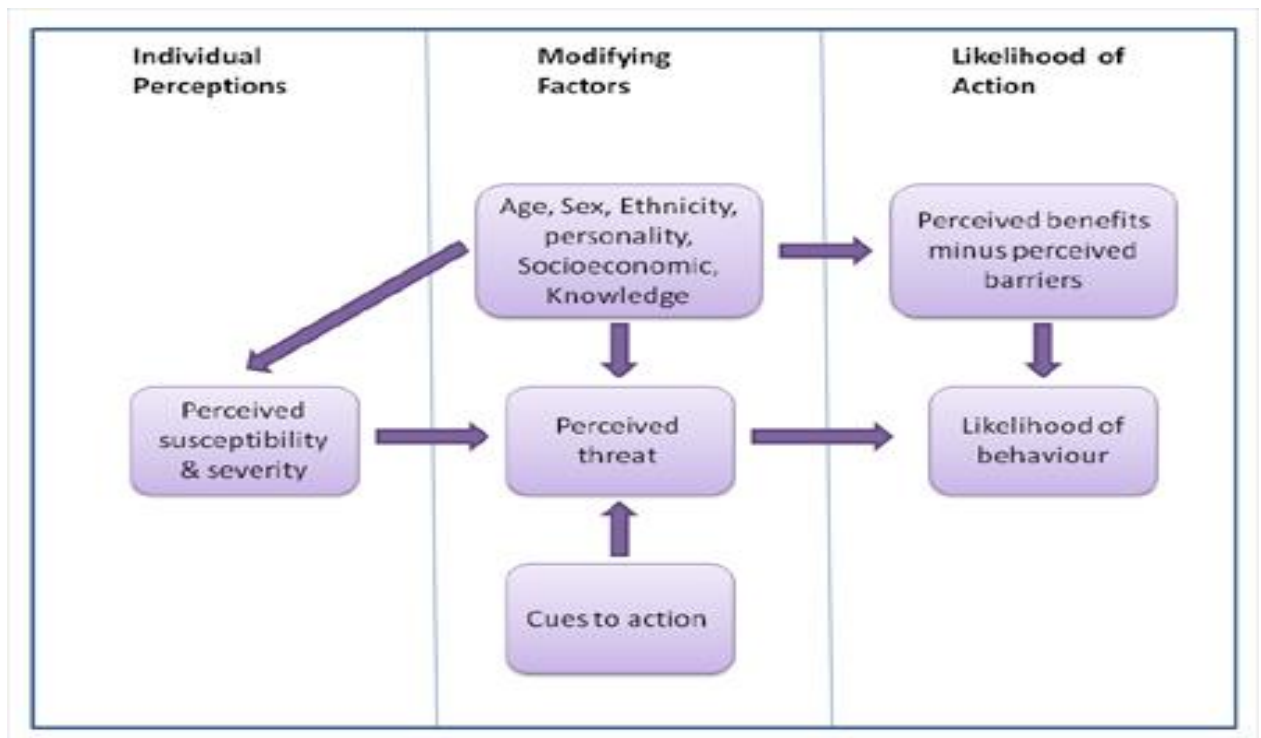 Individual
Perceptions
Modifying
Factors
Likelihood of
Action
Age, Sex, Ethnicity,
personality,
Socioeconomic,
Knowledge
Perceived benefits
minus perceived
barriers
Perceived
susceptibility
& severity
Perceived
threat
Likelihood of
behaviour
Cues to action